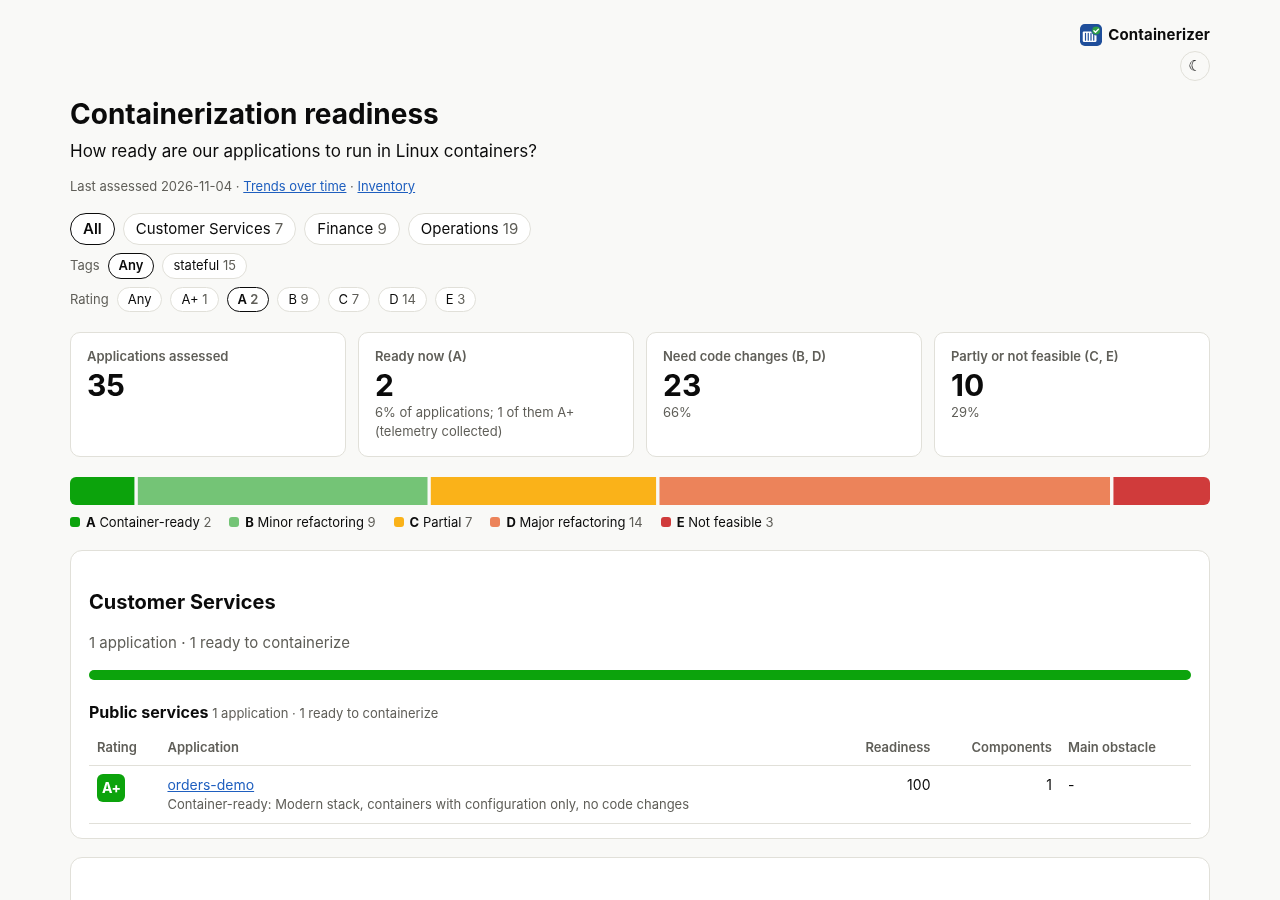 Containerizer
☾
Containerization readiness
How ready are our applications to run in Linux containers?
Last assessed 2026-11-04 · Trends over time · Inventory
All Customer Services 7 Finance 9 Operations 19
Tags Any stateful 15
Rating Any A+ 1 A 2 B 9 C 7 D 14 E 3
Applications assessed
35
Ready now (A)
2
6% of applications; 1 of them A+
(telemetry collected)
Need code changes (B, D)
23
66%
Partly or not feasible (C, E)
10
29%
A Container-ready 2 B Minor refactoring 9 C Partial 7 D Major refactoring 14 E Not feasible 3
Customer Services
1 application · 1 ready to containerize
Public services 1 application · 1 ready to containerize
Rating Application Readiness Components Main obstacle
A+ orders-demo 100 1 -
Container-ready: Modern stack, containers with configuration only, no code changes